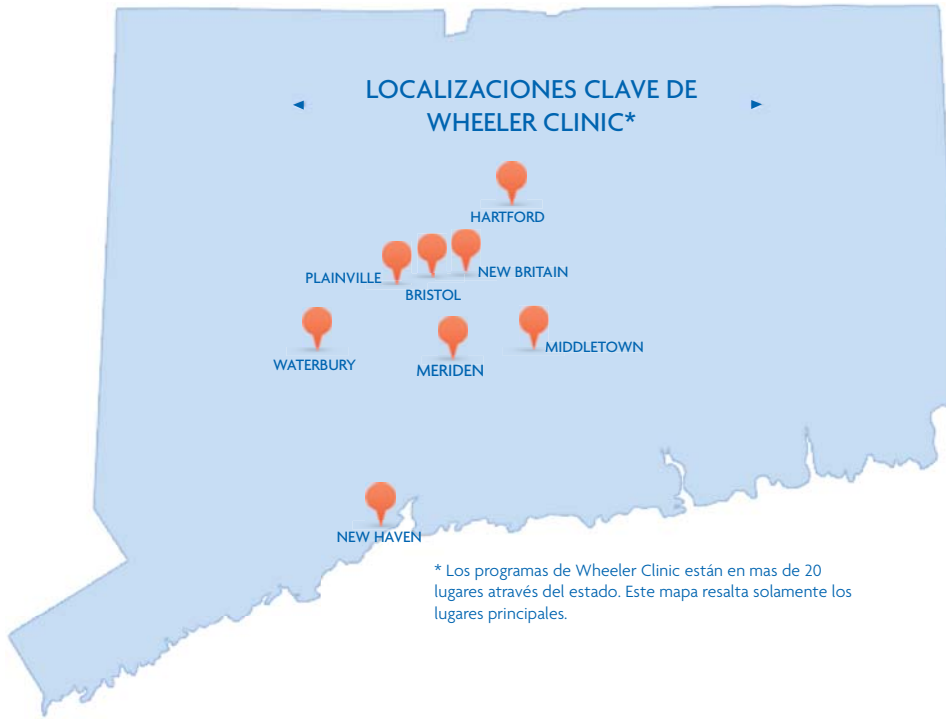 LOCALIZACIONES CLAVE DE
WHEELER CLINIC*
HARTFORD
NEW BRITAIN
PLAINVILLE
BRISTOL
MIDDLETOWN
WATERBURY
MERIDEN
NEW HAVEN
* Los programas de Wheeler Clinic están en mas de 20
lugares através del estado. Este mapa resalta solamente los
lugares principales.